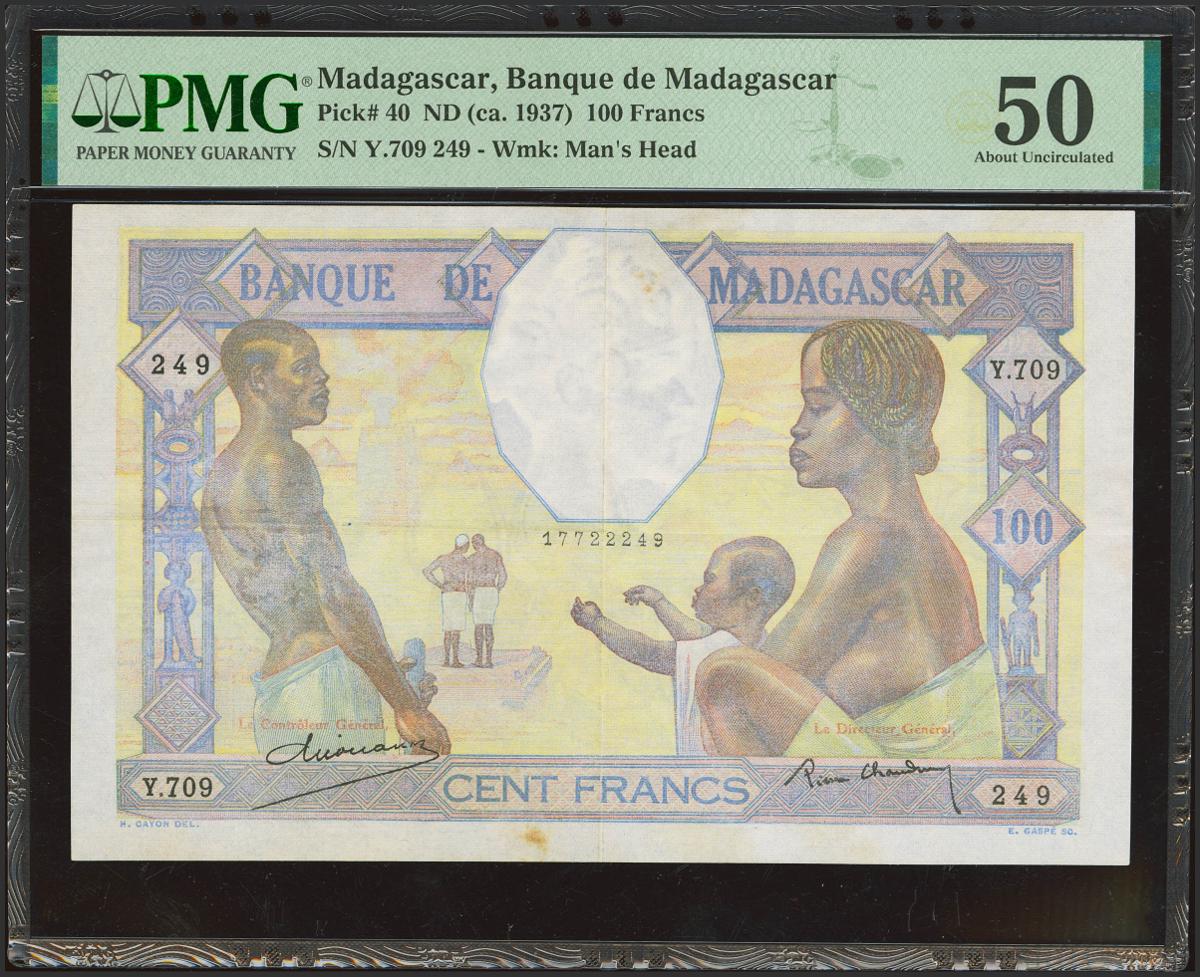 PMG®
PAPER MONEY GUARANTY
Madagascar, Banque de Madagascar
Pick# 40 ND (ca. 1937) 100 Francs
S/N Y.709 249 - Wmk: Man's Head
50
About Uncirculated
BANQUE DE MADAGASCAR
249
Y.709
100
17722249
Le Contrôleur Général,
Le Directeur Général,
Y.709
CENT FRANCS
249
H. CAYON DEL.
E. GASPÉ SC.